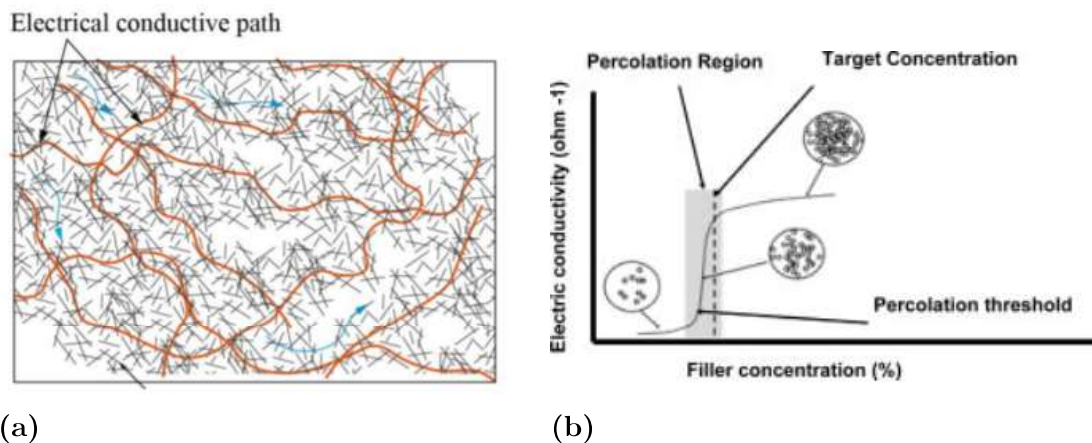 Electrical conductive path
Percolation Region
Target Concentration
Electric conductivity (ohm -1)
Percolation threshold
Filler concentration (%)
(a)
(b)